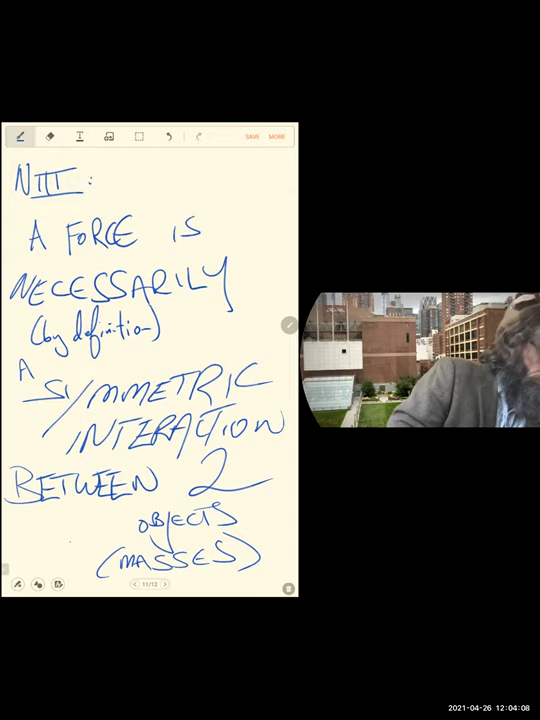 SAVE MORE
NIII :
A FORCE IS
NECESSARILY
(by definition)
A
SYMMETRIC
INTERACTION
BETWEEN 2
OBJECTS
(MASSES)
11/12
2021-04-26 12:04:08